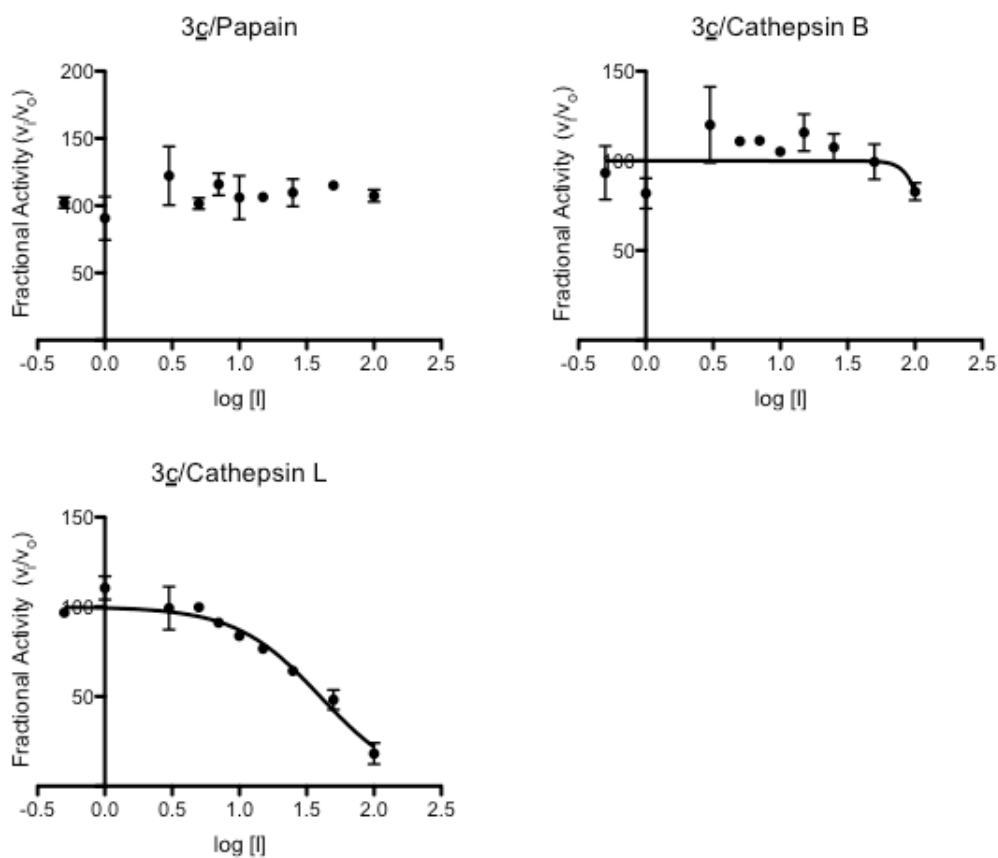 3c/Papain
Fractional Activity (vi/vo)
200
150
100
50
-0.5 0.0 0.5 1.0 1.5 2.0 2.5
log [I]
3c/Cathepsin B
Fractional Activity (vi/vo)
150
100
50
-0.5 0.0 0.5 1.0 1.5 2.0 2.5
log [I]
3c/Cathepsin L
Fractional Activity (vi/vo)
150
100
50
-0.5 0.0 0.5 1.0 1.5 2.0 2.5
log [I]